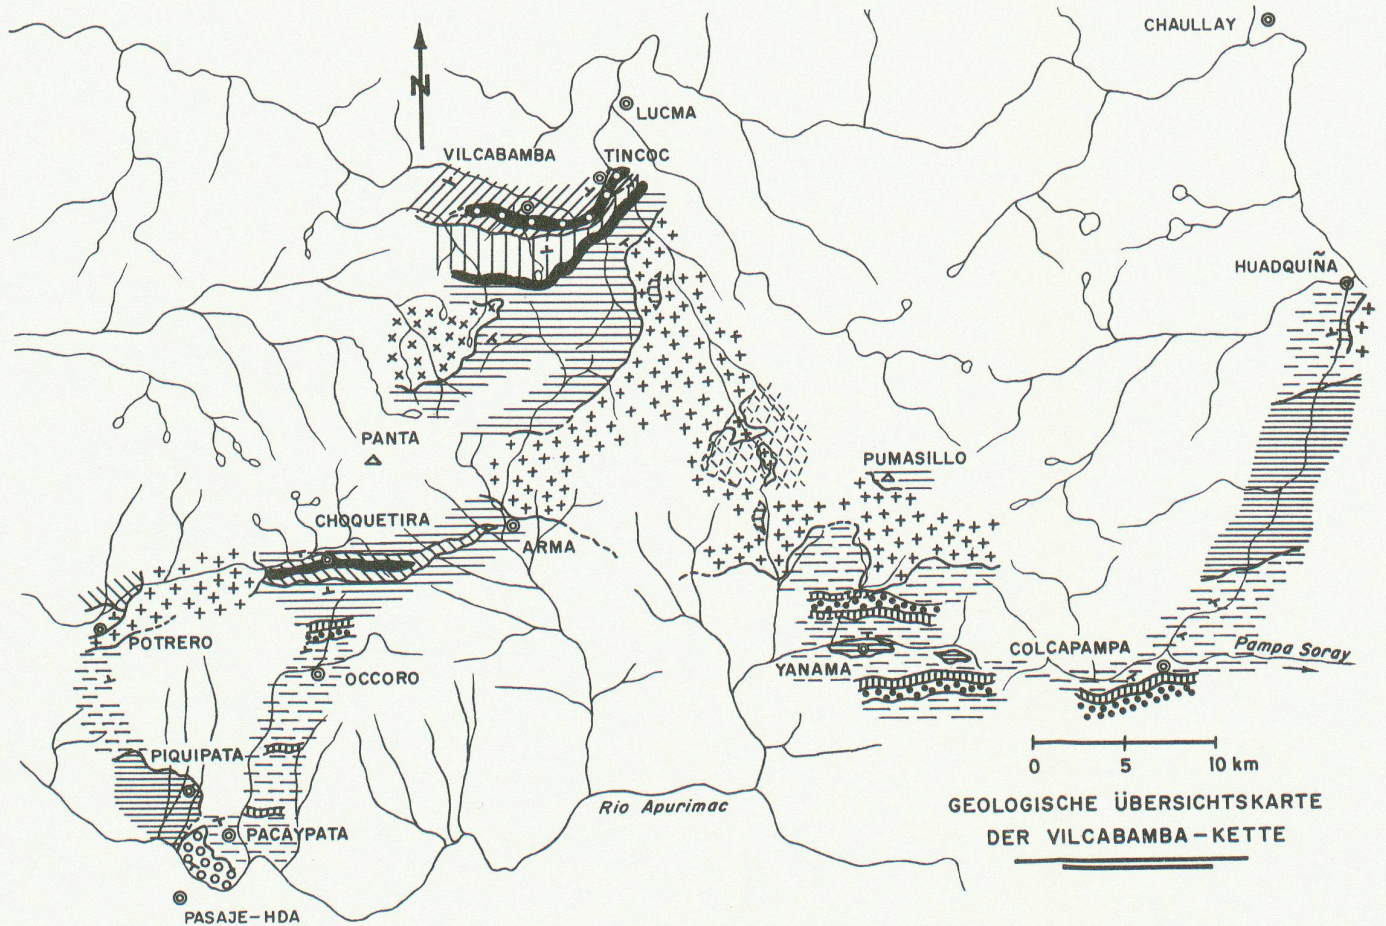 CHAULLAY
N
LUCMA
VILCABAMBA
TINCOC
HUADQUIÑA
PANTA
PUMASILLO
CHOQUETIRA
ARMA
POTRERO
COLCAPAMPA
Pampa Soray
YANAMA
OCCORO
PIQUIPATA
0 5 10 km
Rio Apurimac
GEOLOGISCHE ÜBERSICHTSKARTE
DER VILCABAMBA-KETTE
PACAYPATA
PASAJE-HDA